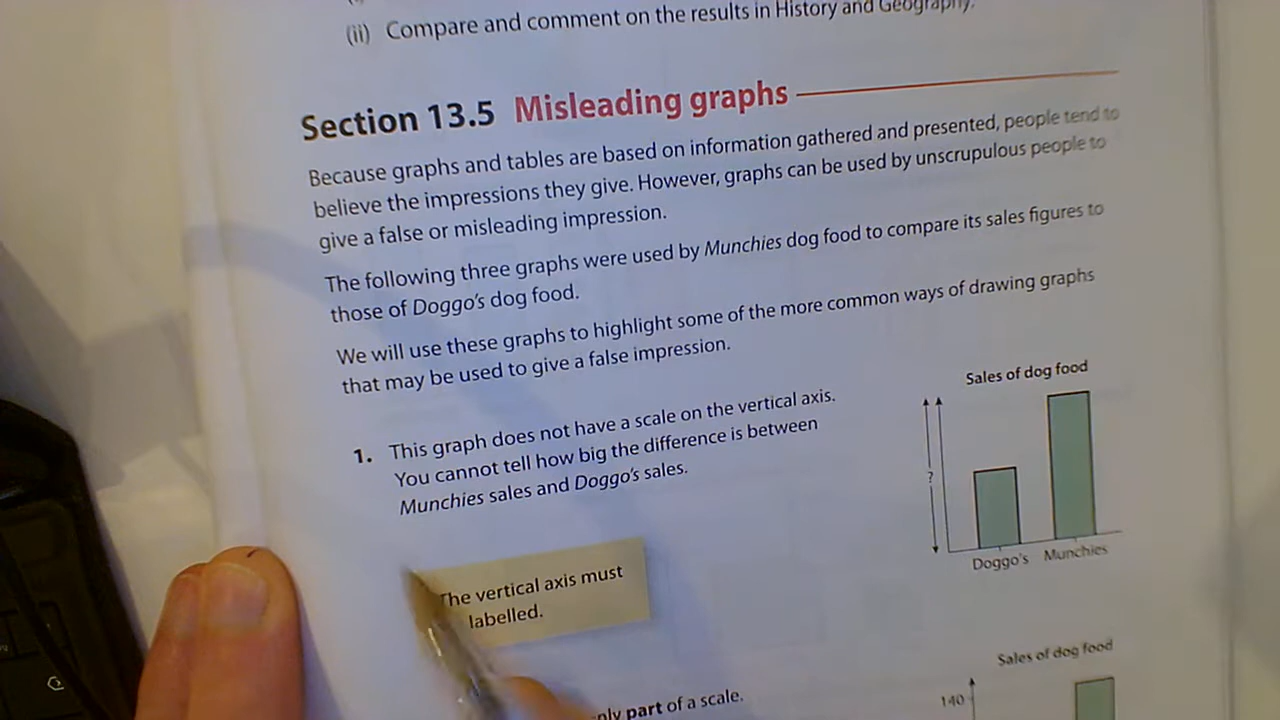 (ii) Compare and comment on the results in History and Geography.
Section 13.5 Misleading graphs
Because graphs and tables are based on information gathered and presented, people tend to
believe the impressions they give. However, graphs can be used by unscrupulous people to
give a false or misleading impression.
The following three graphs were used by Munchies dog food to compare its sales figures to
those of Doggo's dog food.
We will use these graphs to highlight some of the more common ways of drawing graphs
that may be used to give a false impression.
1. This graph does not have a scale on the vertical axis.
You cannot tell how big the difference is between
Munchies sales and Doggo's sales.
Sales of dog food
?
Doggo's Munchies
The vertical axis must
labelled.
part of a scale.
Sales of dog food
140